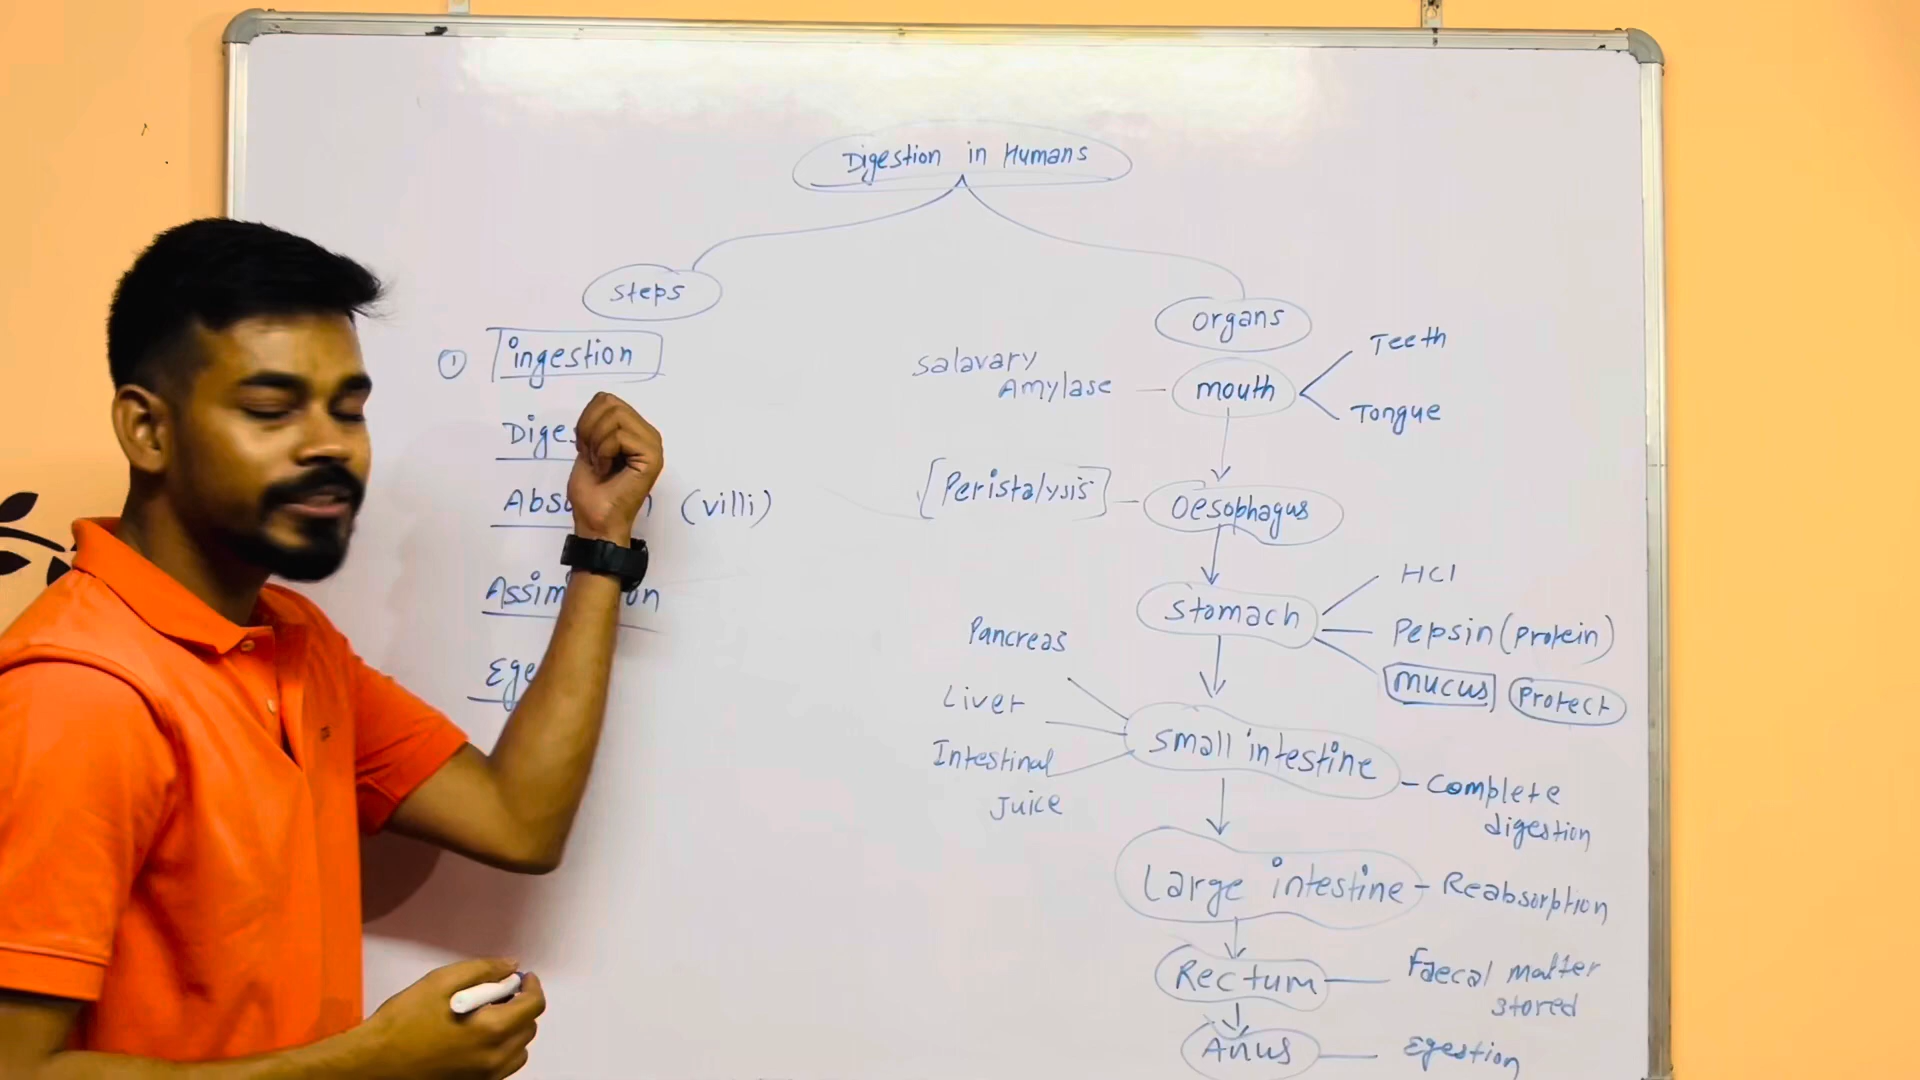 Digestion in Humans
steps
① ingestion
(villi)
organs
mouth
Teeth
Tongue
Salavary
Amylase
Oesophagus
Peristalysis
Stomach
HCl
Pepsin (Protein)
mucus Protect
Small intestine
Pancreas
Liver
Intestinal
Juice
Complete
digestion
Large intestine - Reabsorption
Rectum
Faecal matter
stored
Anus
Egestion